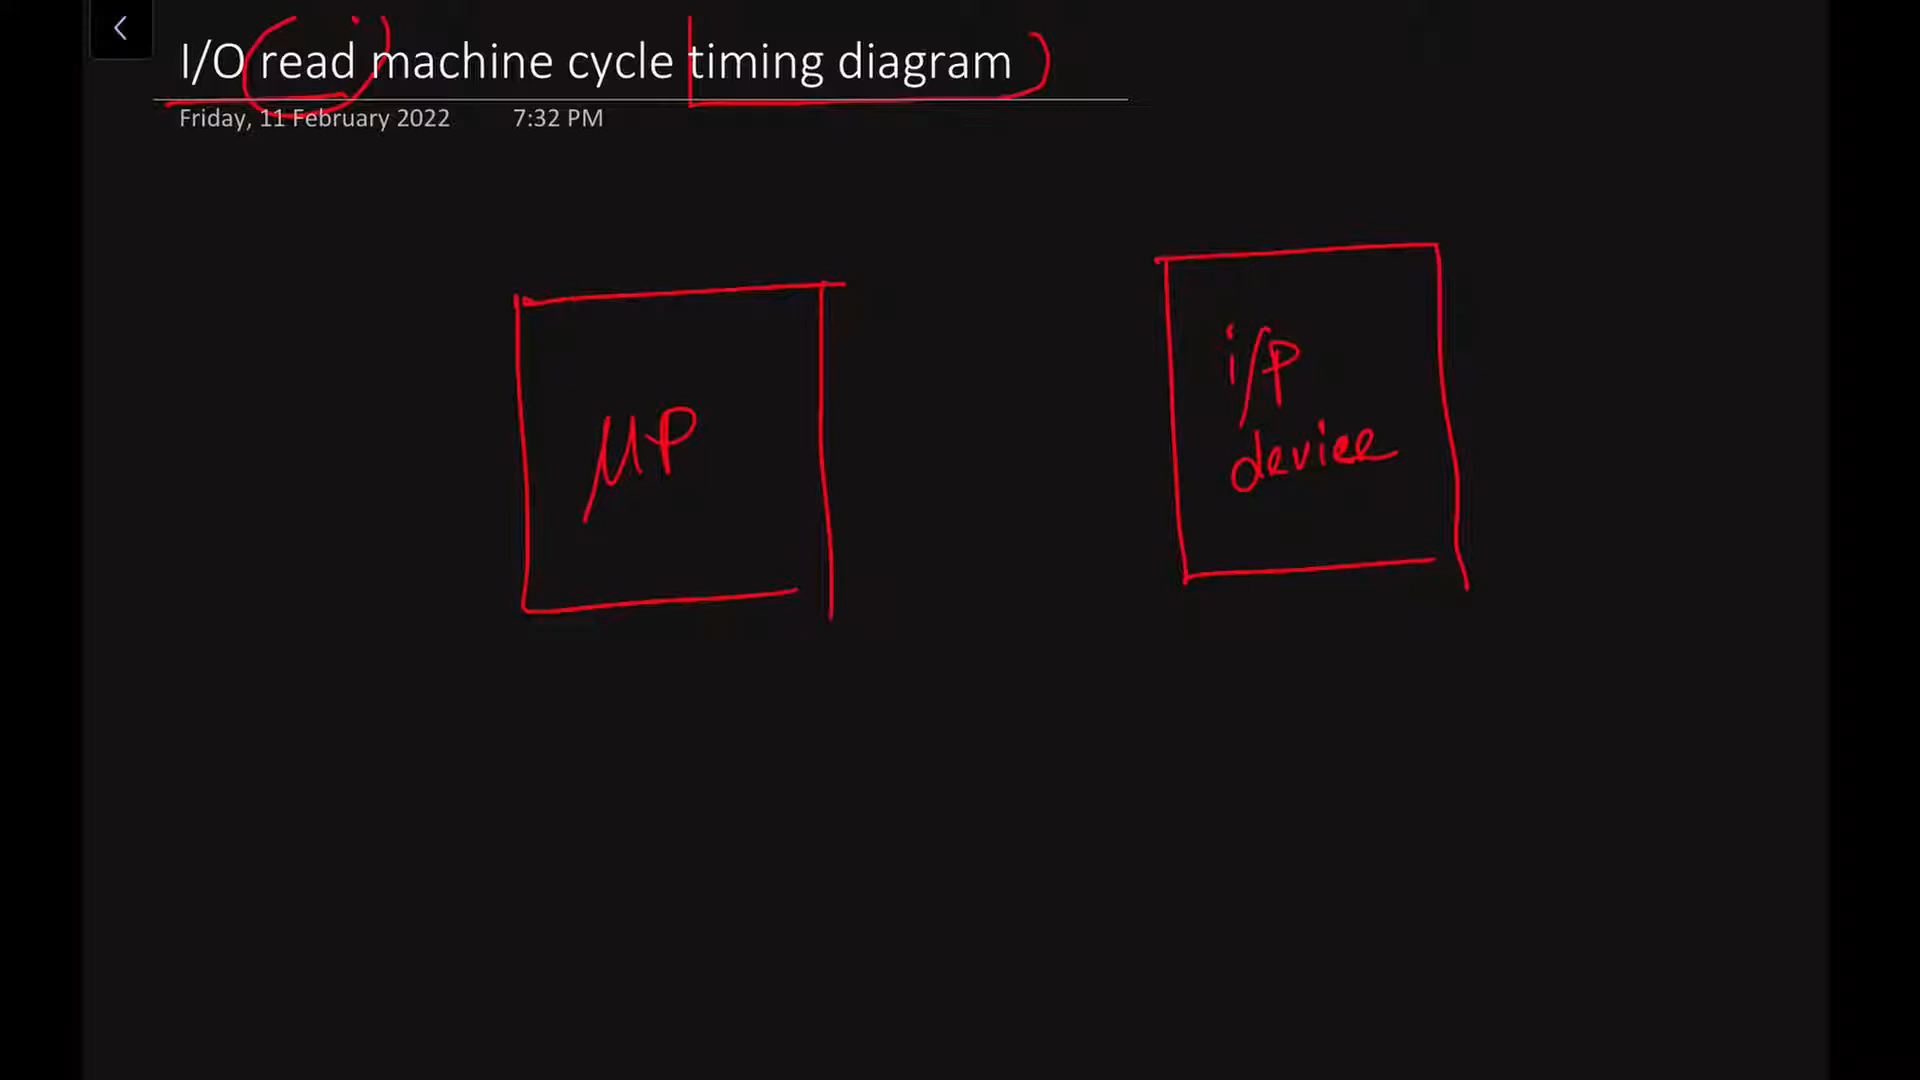 I/O read machine cycle timing diagram
Friday, 11 February 2022 7:32 PM
μP
i/p
device